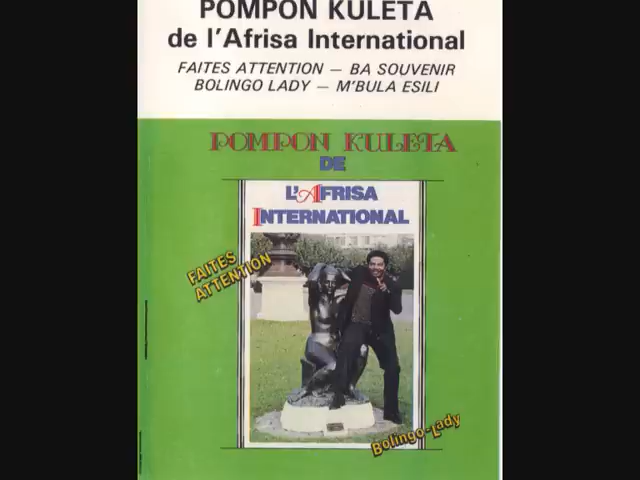 POMPON KULETA
de l'Afrisa International
FAITES ATTENTION — BA SOUVENIR
BOLINGO LADY — M'BULA ESILI
POMPON KULETA
DE
L'AFRISA
INTERNATIONAL
FAITES
ATTENTION
Bolingo-Lady